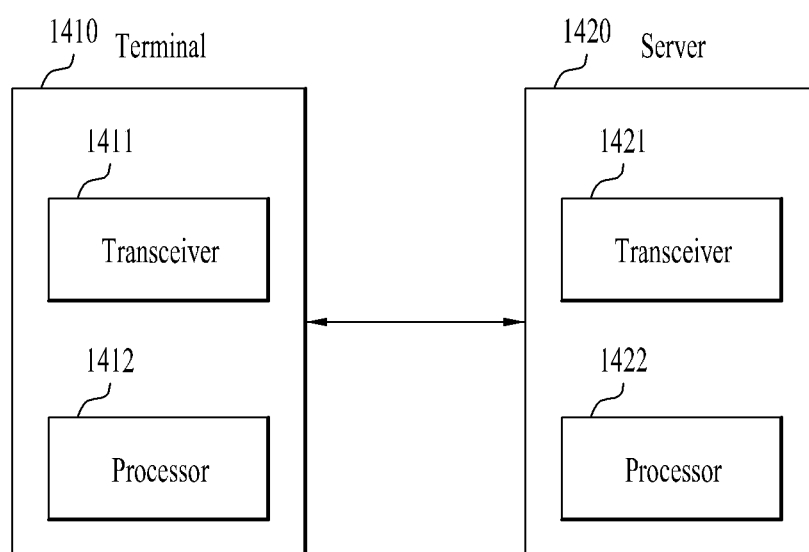 1410
Terminal
1420
Server
1411
1421
Transceiver
Transceiver
1412
1422
Processor
Processor